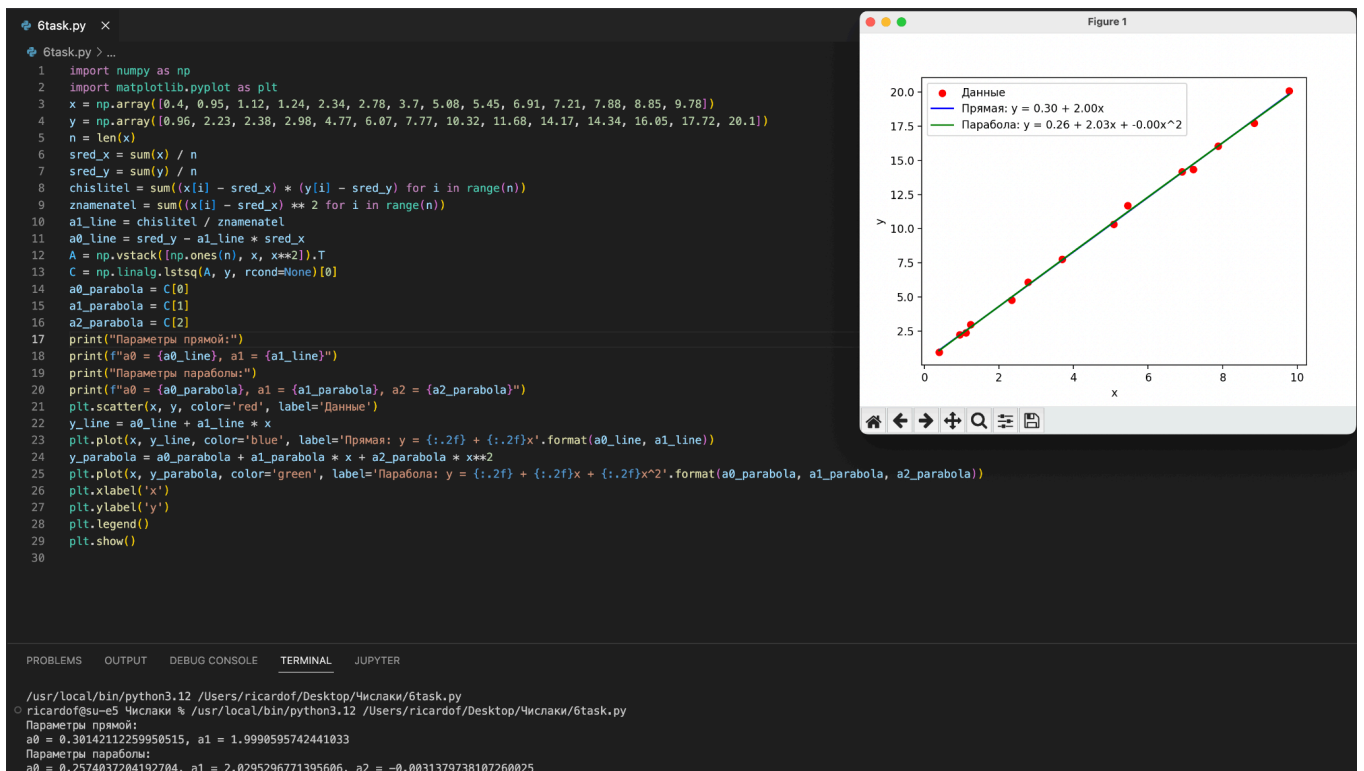 6task.py ×
6task.py > ...
1 import numpy as np
2 import matplotlib.pyplot as plt
3 x = np.array([0.4, 0.95, 1.12, 1.24, 2.34, 2.78, 3.7, 5.08, 5.45, 6.91, 7.21, 7.88, 8.85, 9.78])
4 y = np.array([0.96, 2.23, 2.38, 2.98, 4.77, 6.07, 7.77, 10.32, 11.68, 14.17, 14.34, 16.05, 17.72, 20.1])
5 n = len(x)
6 sred_x = sum(x) / n
7 sred_y = sum(y) / n
8 chislitel = sum((x[i] - sred_x) * (y[i] - sred_y) for i in range(n))
9 znamenatel = sum((x[i] - sred_x) ** 2 for i in range(n))
10 a1_line = chislitel / znamenatel
11 a0_line = sred_y - a1_line * sred_x
12 A = np.vstack([np.ones(n), x, x**2]).T
13 C = np.linalg.lstsq(A, y, rcond=None)[0]
14 a0_parabola = C[0]
15 a1_parabola = C[1]
16 a2_parabola = C[2]
17 print("Параметры прямой:")
18 print(f"a0 = {a0_line}, a1 = {a1_line}")
19 print("Параметры параболы:")
20 print(f"a0 = {a0_parabola}, a1 = {a1_parabola}, a2 = {a2_parabola}")
21 plt.scatter(x, y, color='red', label='Данные')
22 y_line = a0_line + a1_line * x
23 plt.plot(x, y_line, color='blue', label='Прямая: y = {:.2f} + {:.2f}x'.format(a0_line, a1_line))
24 y_parabola = a0_parabola + a1_parabola * x + a2_parabola * x**2
25 plt.plot(x, y_parabola, color='green', label='Парабола: y = {:.2f} + {:.2f}x + {:.2f}x^2'.format(a0_parabola, a1_parabola, a2_parabola))
26 plt.xlabel('x')
27 plt.ylabel('y')
28 plt.legend()
29 plt.show()
30
Figure 1
Данные
Прямая: y = 0.30 + 2.00x
Парабола: y = 0.26 + 2.03x + -0.00x^2
20.0
17.5
15.0
12.5
10.0
7.5
5.0
2.5
y
0 2 4 6 8 10
x
PROBLEMS OUTPUT DEBUG CONSOLE TERMINAL JUPYTER
/usr/local/bin/python3.12 /Users/ricardof/Desktop/Числаки/6task.py
ricardof@su-e5 Числаки % /usr/local/bin/python3.12 /Users/ricardof/Desktop/Числаки/6task.py
Параметры прямой:
a0 = 0.30142112259950515, a1 = 1.9990595742441033
Параметры параболы:
a0 = 0.2574037204192704, a1 = 2.0295296771395606, a2 = -0.0031379738107260025